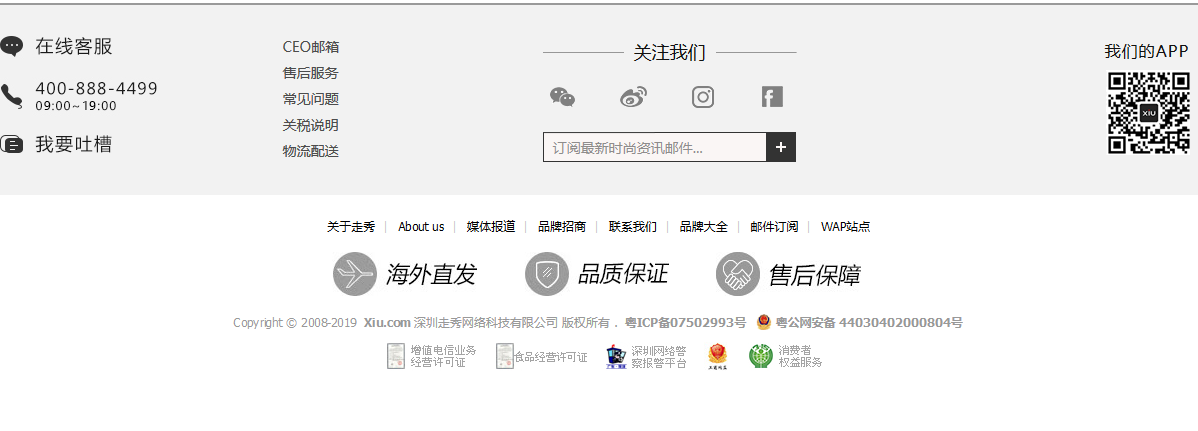 在线客服
400-888-4499
09:00~19:00
我要吐槽
CEO邮箱
售后服务
常见问题
关税说明
物流配送
关注我们
订阅最新时尚资讯邮件...
+
我们的APP
XIU
关于走秀 | About us | 媒体报道 | 品牌招商 | 联系我们 | 品牌大全 | 邮件订阅 | WAP站点
海外直发 品质保证 售后保障
Copyright © 2008-2019 Xiu.com 深圳走秀网络科技有限公司 版权所有 . 粤ICP备07502993号 粤公网安备 44030402000804号
增值电信业务
经营许可证
食品经营许可证
深圳网络警
察报警平台
消费者
权益服务